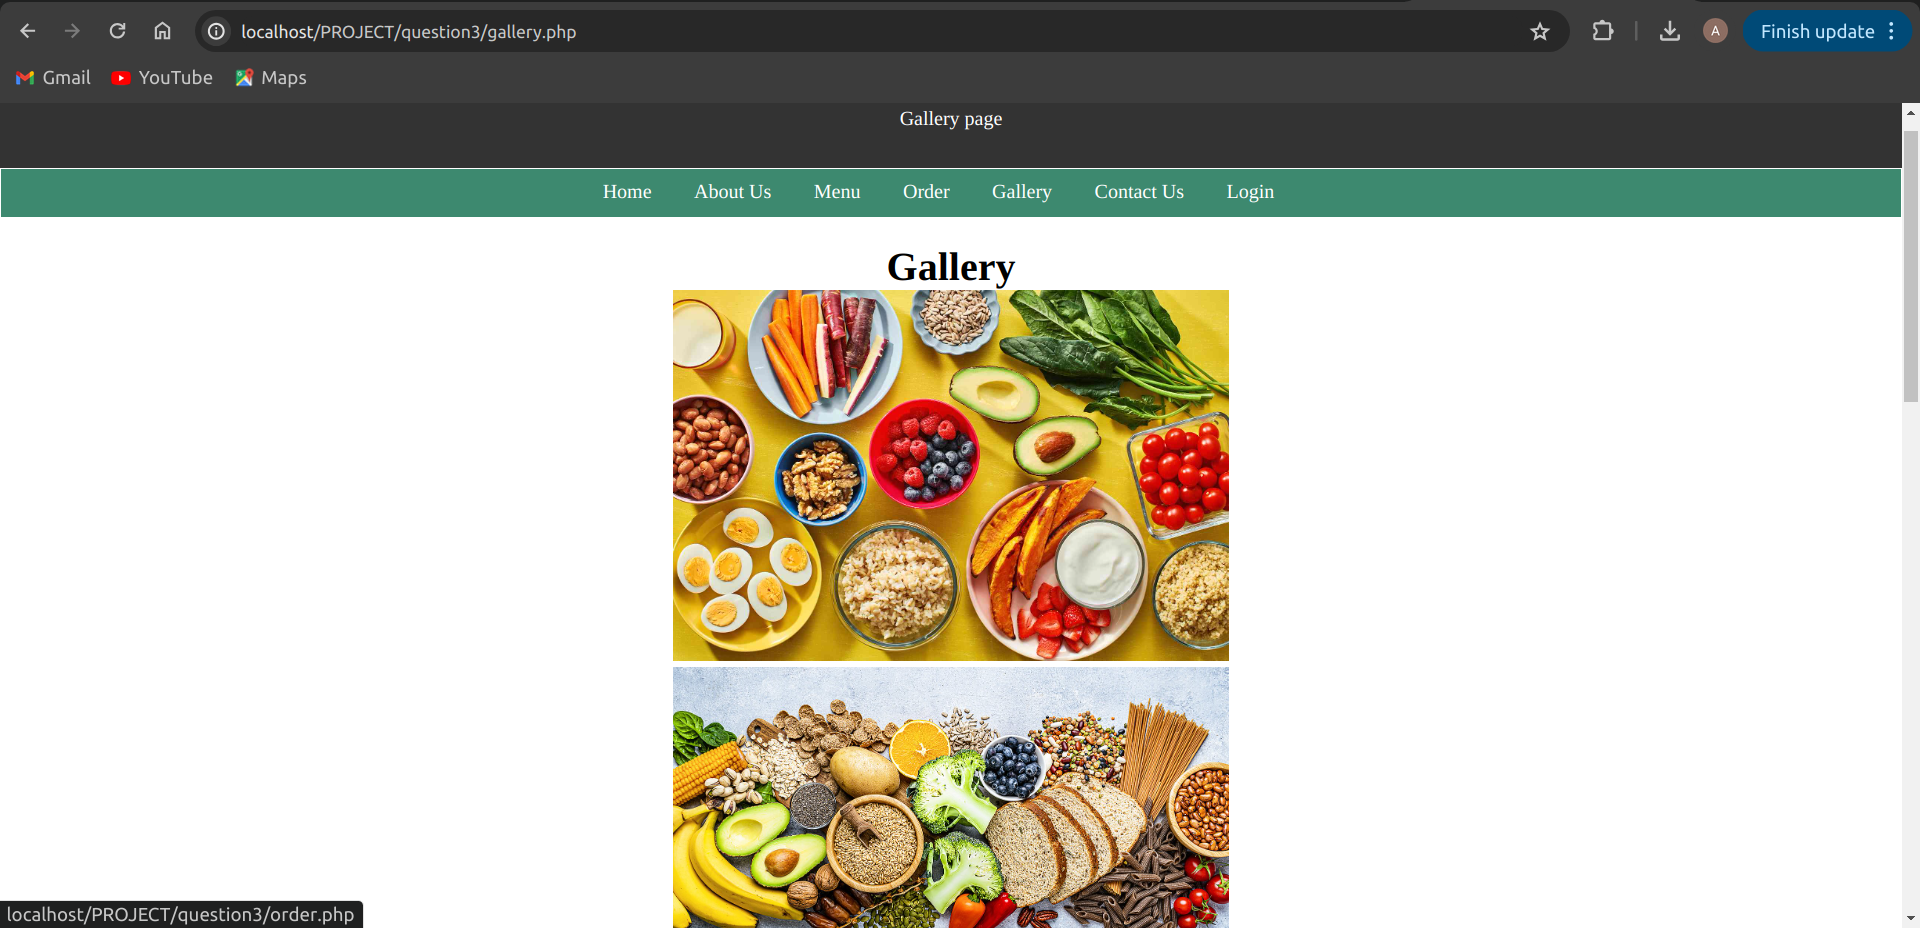 localhost/PROJECT/question3/gallery.php
A
Finish update
Gmail YouTube Maps
Gallery page
Home About Us Menu Order Gallery Contact Us Login
Gallery
localhost/PROJECT/question3/order.php